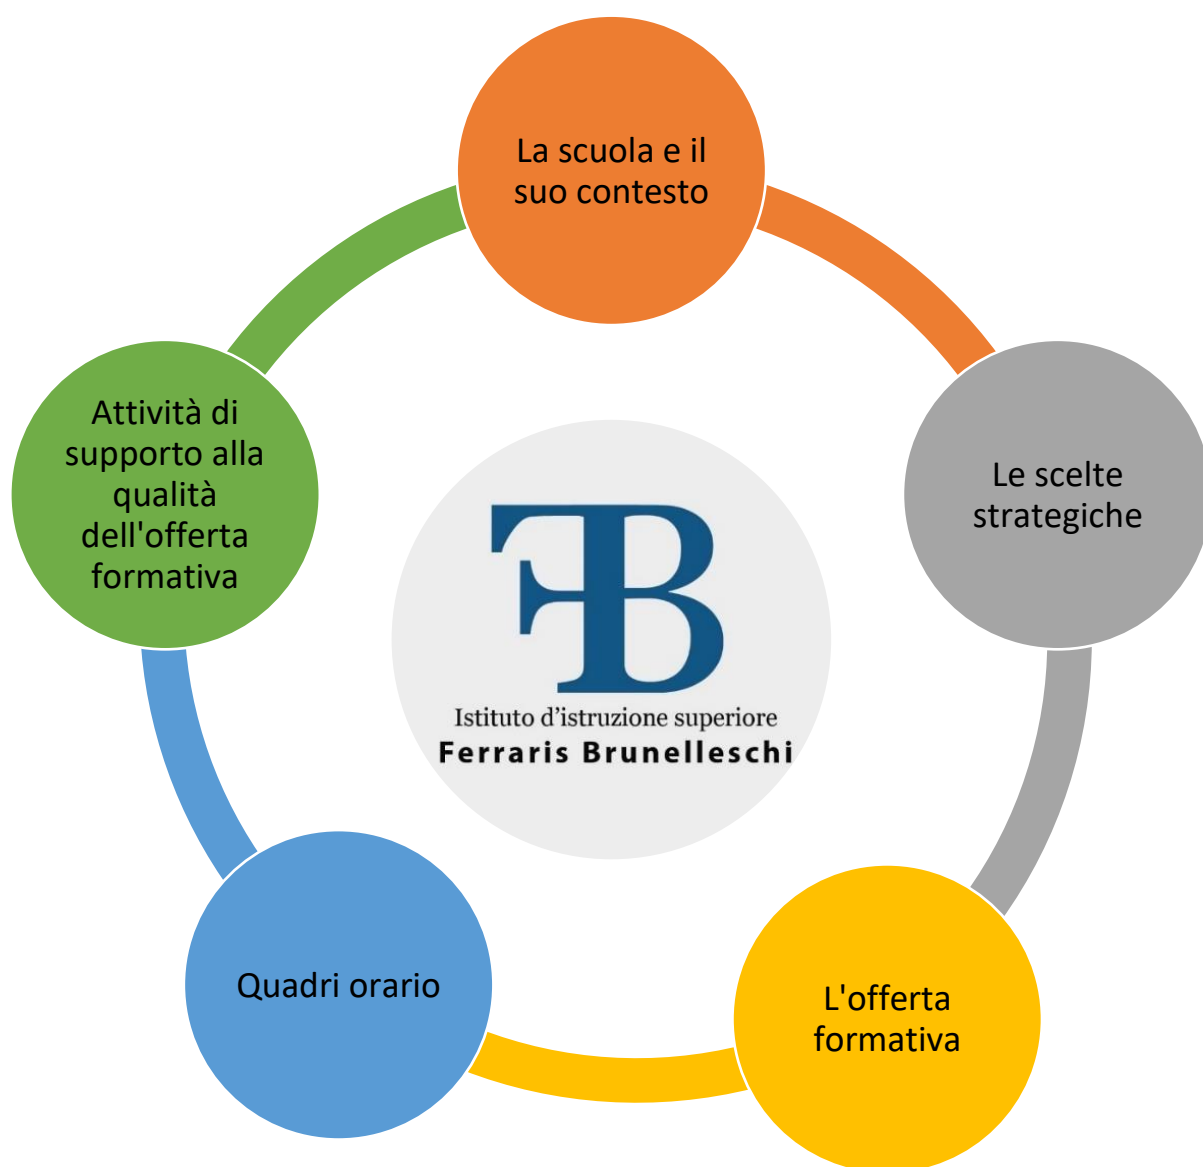 La scuola e il
suo contesto
Le scelte
strategiche
L'offerta
formativa
Quadri orario
Attività di
supporto alla
qualità
dell'offerta
formativa
FB
Istituto d’istruzione superiore
Ferraris Brunelleschi